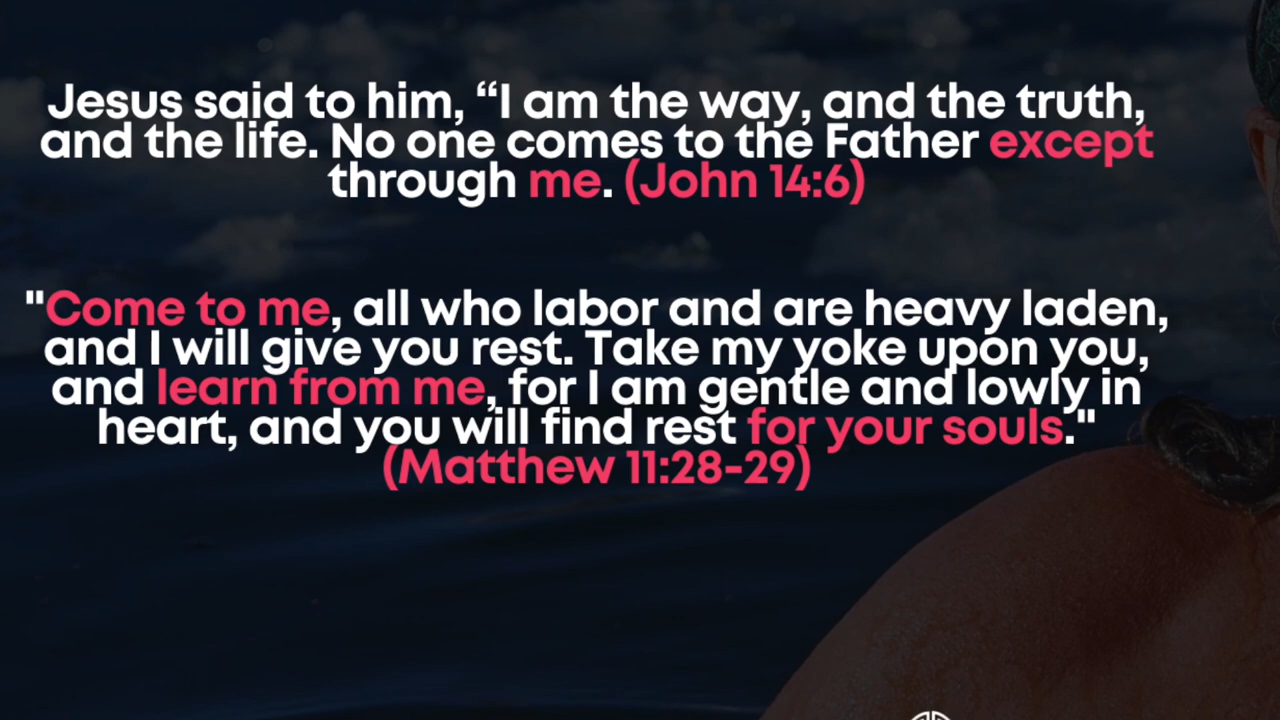 Jesus said to him, “I am the way, and the truth,
and the life. No one comes to the Father except
through me. (John 14:6)
"Come to me, all who labor and are heavy laden,
and I will give you rest. Take my yoke upon you,
and learn from me, for I am gentle and lowly in
heart, and you will find rest for your souls."
(Matthew 11:28-29)